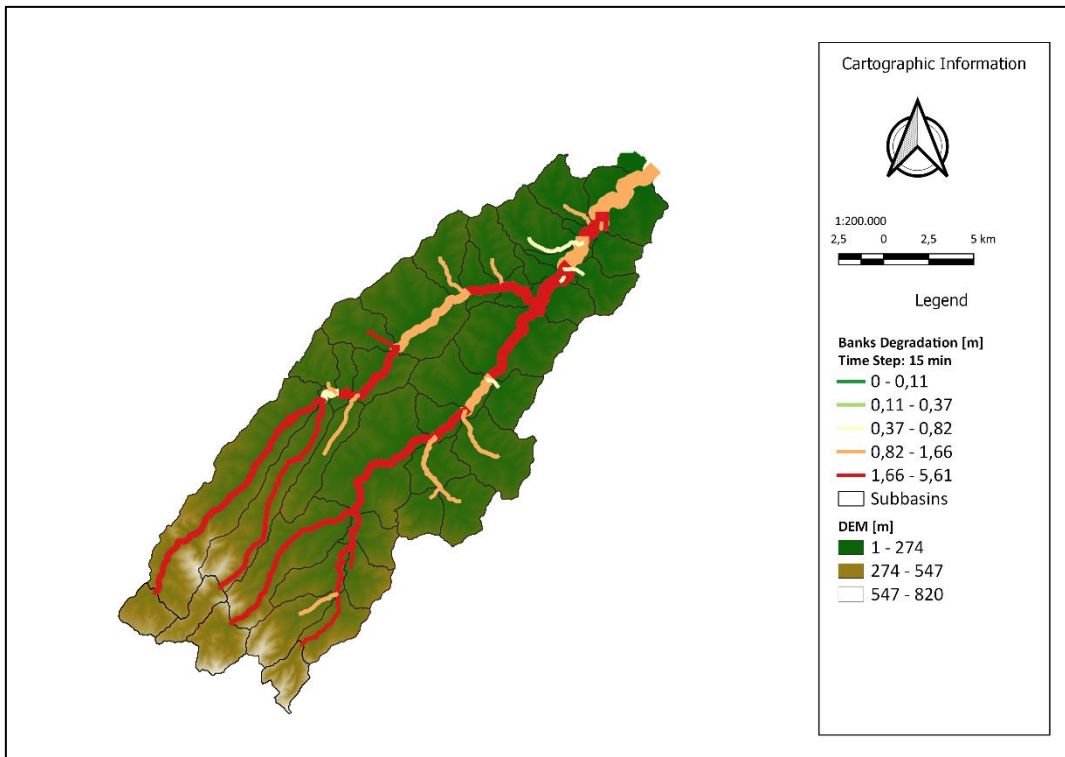 Cartographic Information
1:200.000
2,5 0 2,5 5 km
Legend
Banks Degradation [m]
Time Step: 15 min
0 - 0,11
0,11 - 0,37
0,37 - 0,82
0,82 - 1,66
1,66 - 5,61
Subbasins
DEM [m]
1 - 274
274 - 547
547 - 820